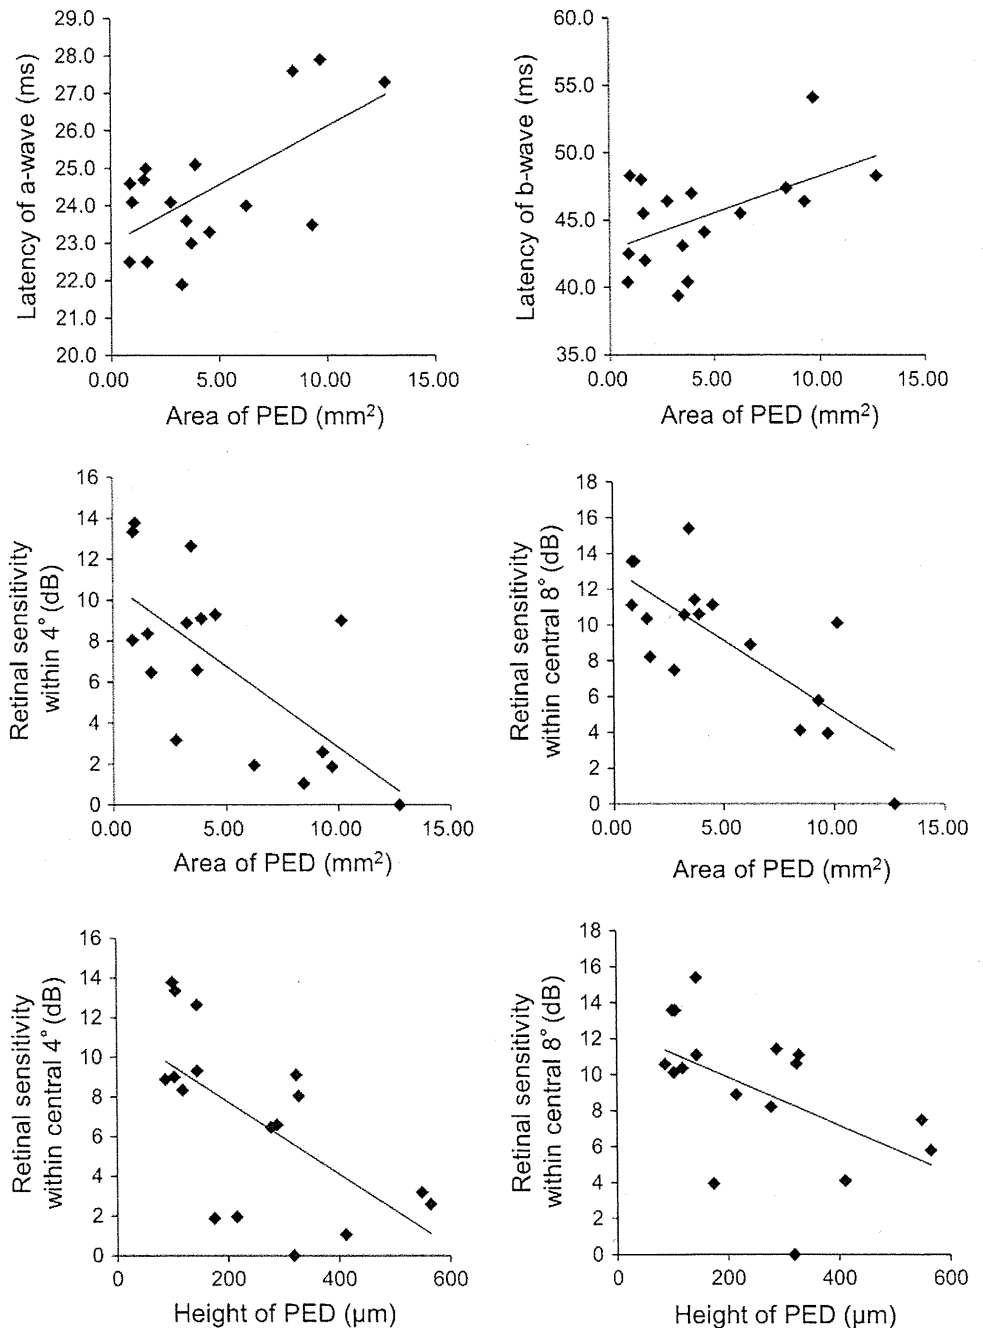 29.0
28.0
27.0
26.0
25.0
24.0
23.0
22.0
21.0
20.0
Latency of a-wave (ms)
0.00 5.00 10.00 15.00
Area of PED (mm²)
60.0
55.0
50.0
45.0
40.0
35.0
Latency of b-wave (ms)
0.00 5.00 10.00 15.00
Area of PED (mm²)
16
14
12
10
8
6
4
2
0
Retinal sensitivity
within 4° (dB)
0.00 5.00 10.00 15.00
Area of PED (mm²)
18
16
14
12
10
8
6
4
2
0
Retinal sensitivity
within central 8° (dB)
0.00 5.00 10.00 15.00
Area of PED (mm²)
16
14
12
10
8
6
4
2
0
Retinal sensitivity
within central 4° (dB)
0 200 400 600
Height of PED (µm)
18
16
14
12
10
8
6
4
2
0
Retinal sensitivity
within central 8° (dB)
0 200 400 600
Height of PED (µm)